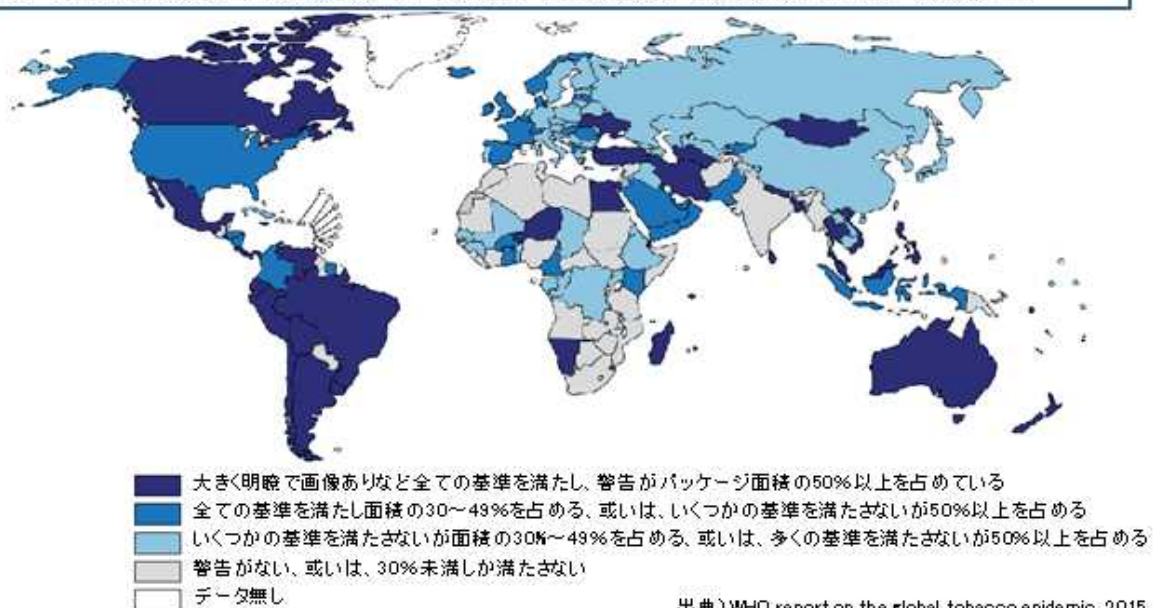 大きく明瞭で画像ありなど全ての基準を満たし、警告がパッケージ面積の50%以上を占めている
全ての基準を満たし面積の30～49%を占める、或いは、いくつかの基準を満たさないが50%以上を占める
いくつかの基準を満たさないが面積の30%～49%を占める、或いは、多くの基準を満たさないが50%以上を占める
警告がない、或いは、30%未満しか満たさない
データ無し
出典）WHO report on the global tobacco epidemic, 2015